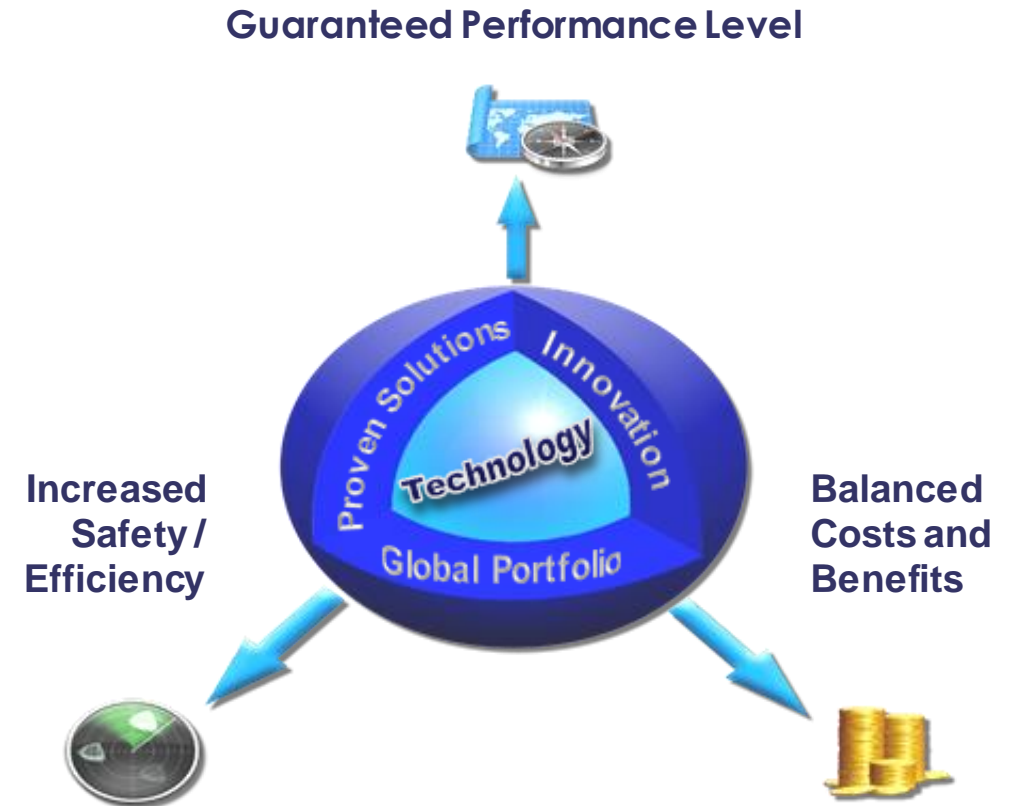 Guaranteed Performance Level
Proven Solutions
Innovation
Technology
Global Portfolio
Increased
Safety /
Efficiency
Balanced
Costs and
Benefits